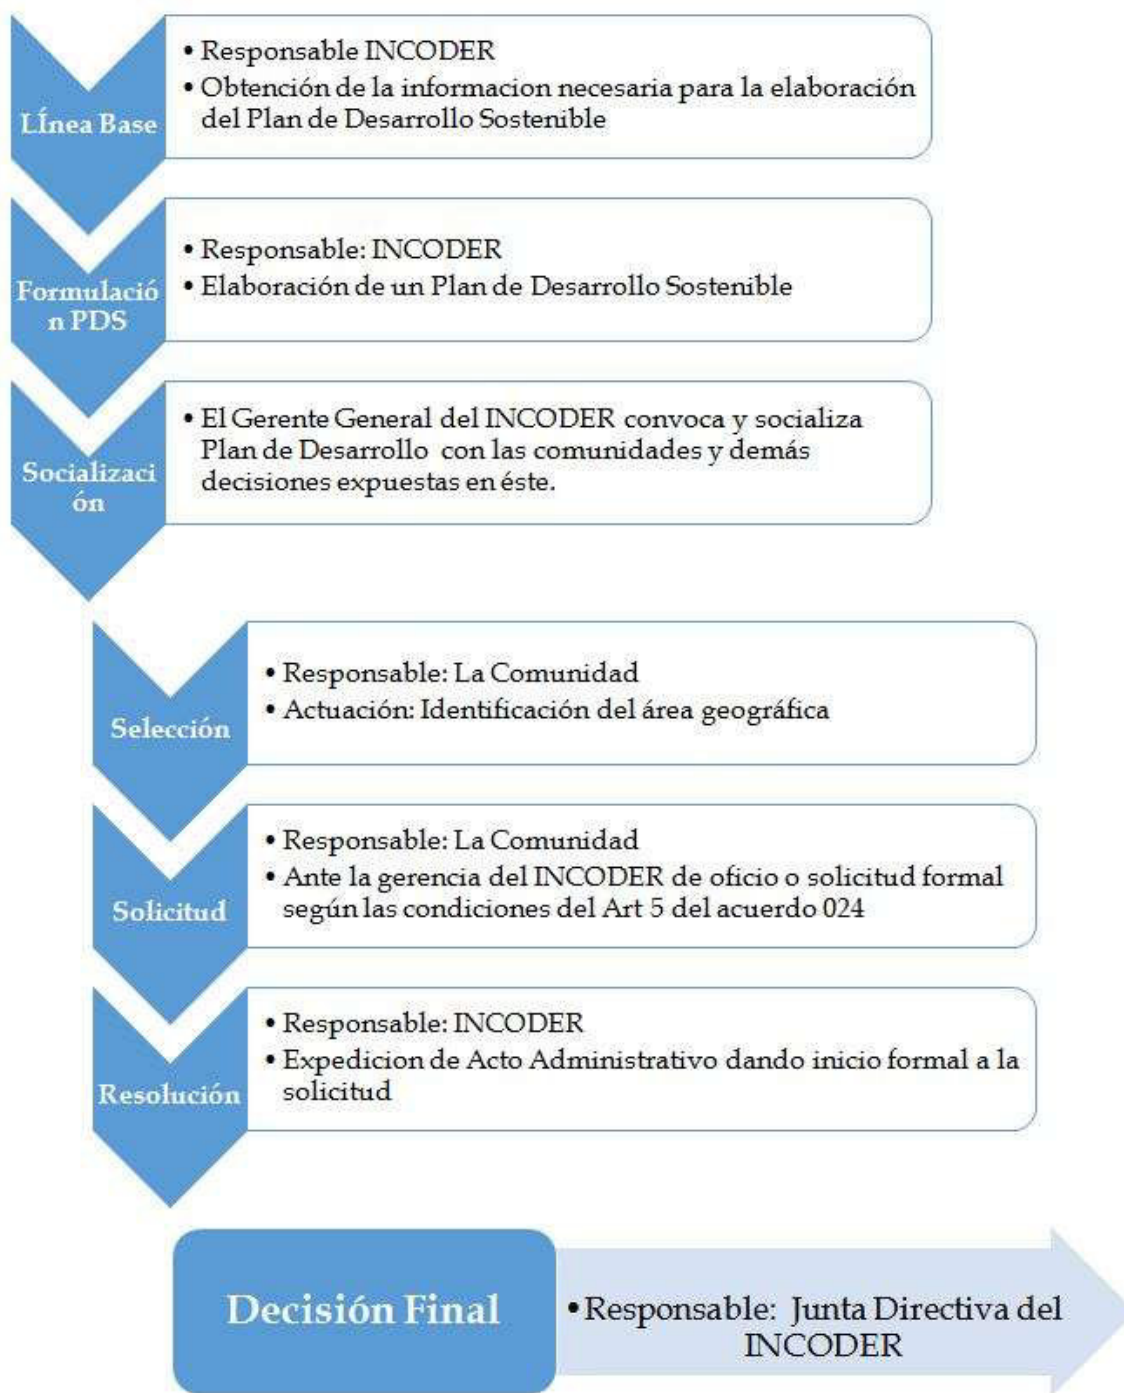 LÍnea Base
• Responsable INCODER
• Obtención de la informacion necesaria para la elaboración
del Plan de Desarrollo Sostenible
Formulació
n PDS
• Responsable: INCODER
• Elaboración de un Plan de Desarrollo Sostenible
Socializaci
ón
• El Gerente General del INCODER convoca y socializa
Plan de Desarrollo con las comunidades y demás
decisiones expuestas en éste.
Selección
• Responsable: La Comunidad
• Actuación: Identificación del área geográfica
Solicitud
• Responsable: La Comunidad
• Ante la gerencia del INCODER de oficio o solicitud formal
según las condiciones del Art 5 del acuerdo 024
Resolución
• Responsable: INCODER
• Expedicion de Acto Administrativo dando inicio formal a la
solicitud
Decisión Final
• Responsable: Junta Directiva del
INCODER